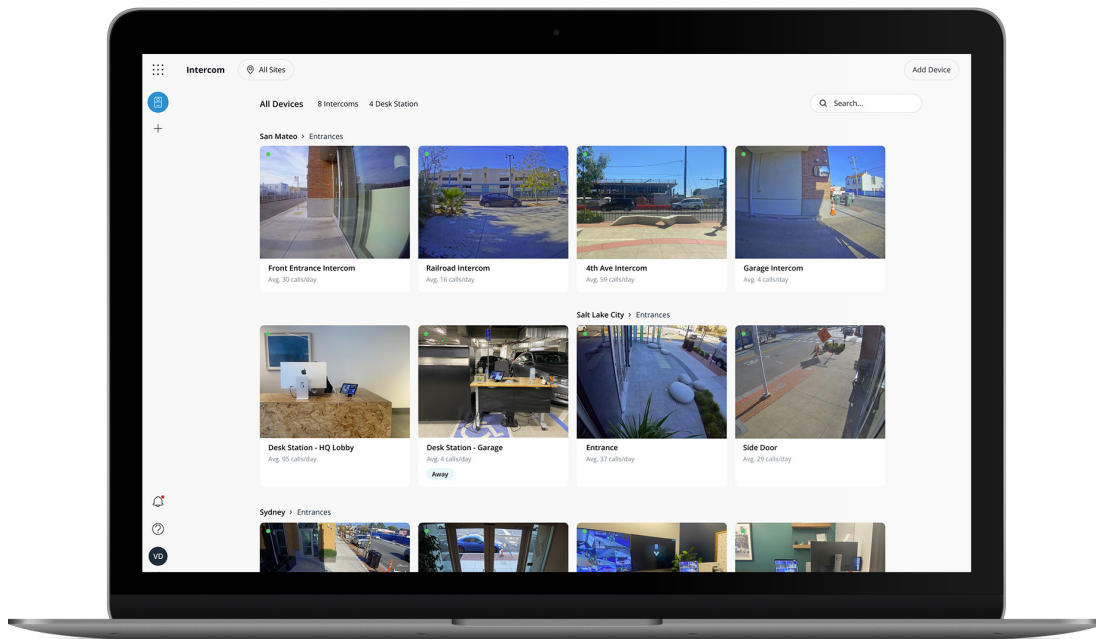 Intercom
All Sites
Add Device
All Devices 8 Intercoms 4 Desk Station
Search...
San Mateo > Entrances
Front Entrance Intercom
Avg. 30 calls/day
Railroad Intercom
Avg. 16 calls/day
4th Ave Intercom
Avg. 59 calls/day
Garage Intercom
Avg. 4 calls/day
Salt Lake City > Entrances
Desk Station - HQ Lobby
Avg. 95 calls/day
Desk Station - Garage
Avg. 4 calls/day
Away
Entrance
Avg. 37 calls/day
Side Door
Avg. 29 calls/day
Sydney > Entrances
VD